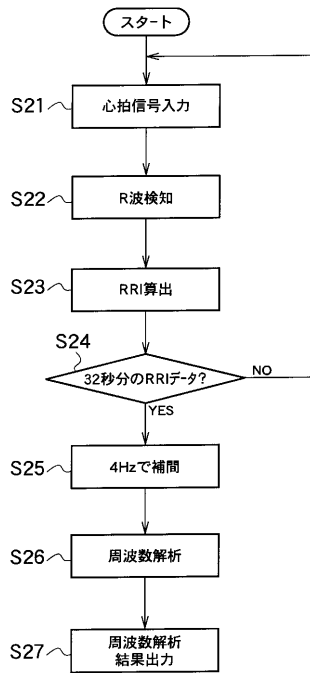 スタート
S21
心拍信号入力
S22
R波検知
S23
RRI算出
S24
32秒分のRRIデータ?
NO
YES
S25
4Hzで補間
S26
周波数解析
S27
周波数解析
結果出力